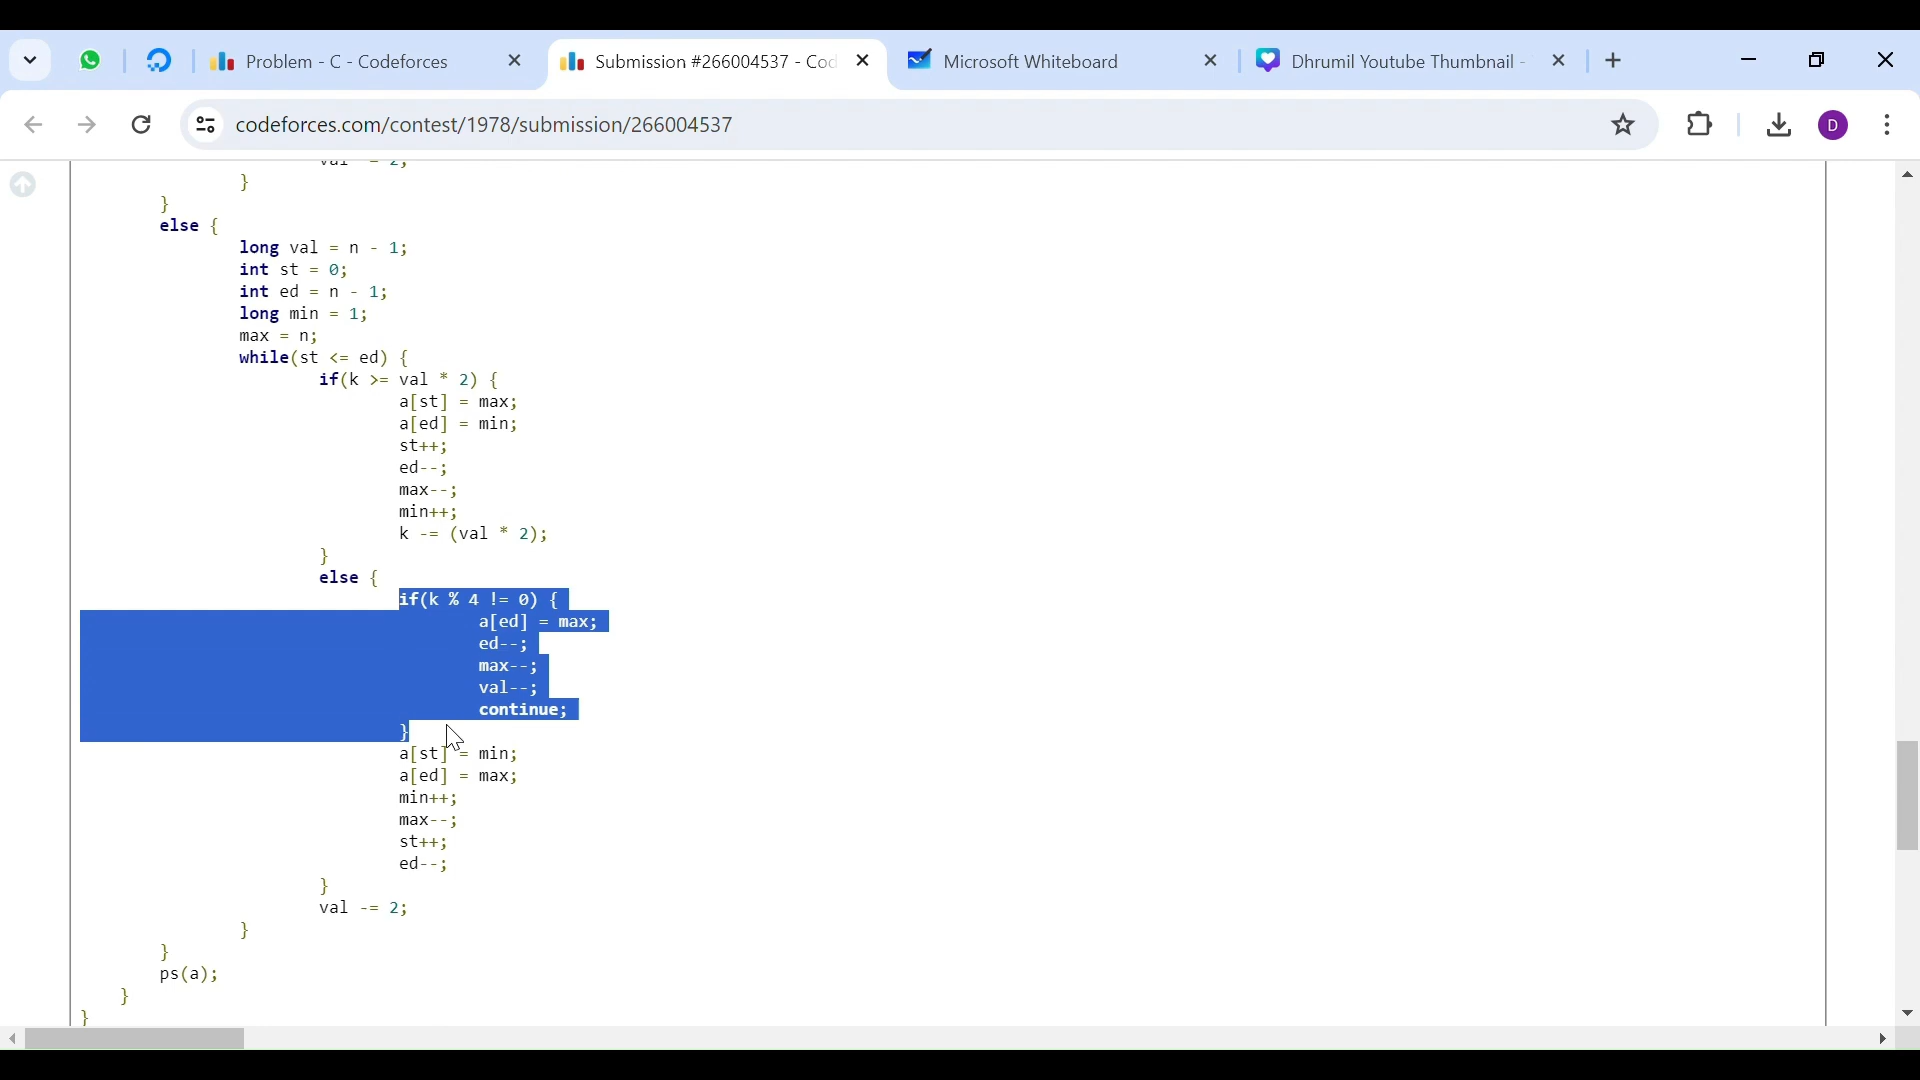 Problem - C - Codeforces
Submission #266004537 - Cod
Microsoft Whiteboard
Dhrumil Youtube Thumbnail -
codeforces.com/contest/1978/submission/266004537
D
val -= 2;
}
}
else {
long val = n - 1;
int st = 0;
int ed = n - 1;
long min = 1;
max = n;
while(st <= ed) {
if(k >= val * 2) {
a[st] = max;
a[ed] = min;
st++;
ed--;
max--;
min++;
k -= (val * 2);
}
else {
if(k % 4 != 0) {
a[ed] = max;
ed--;
max--;
val--;
continue;
}
a[st] = min;
a[ed] = max;
min++;
max--;
st++;
ed--;
}
val -= 2;
}
}
ps(a);
}
}